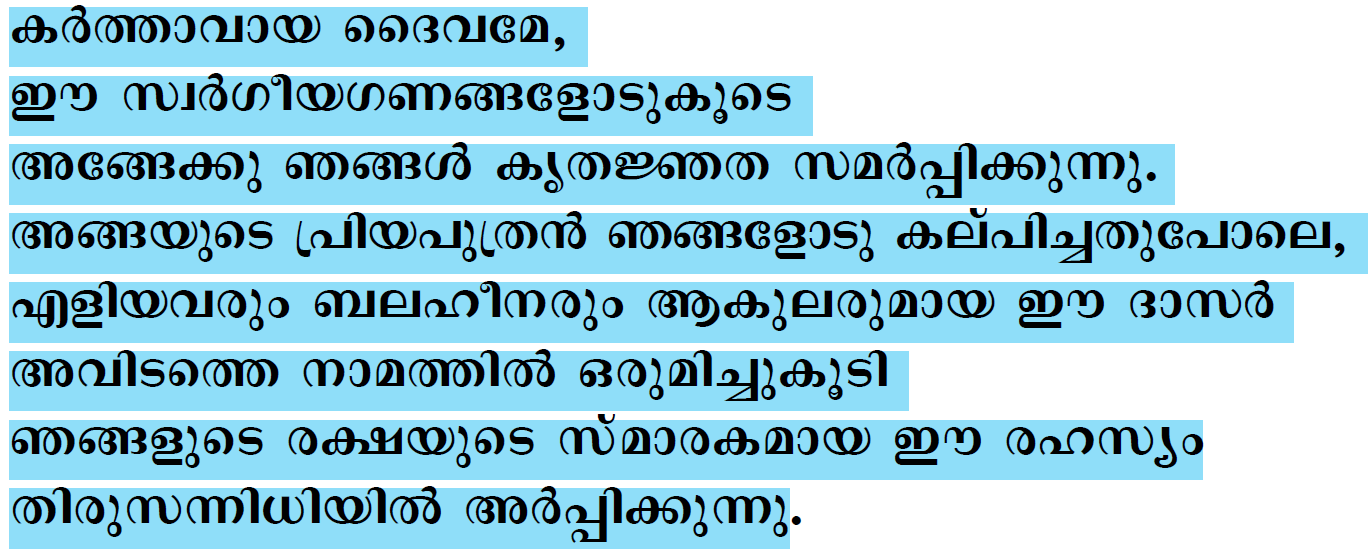 കർത്താവായ ദൈവമേ,
ഈ സ്വർഗീയഗണങ്ങളോടുകൂടെ
അങ്ങേക്കു ഞങ്ങൾ കൃതജ്ഞത സമർപ്പിക്കുന്നു.
അങ്ങയുടെ പ്രിയപുത്രൻ ഞങ്ങളോടു കല്പിച്ചതുപോലെ,
എളിയവരും ബലഹീനരും ആകുലരുമായ ഈ ദാസർ
അവിടത്തെ നാമത്തിൽ ഒരുമിച്ചുകൂടി
ഞങ്ങളുടെ രക്ഷയുടെ സ്മാരകമായ ഈ രഹസ്യം
തിരുസന്നിധിയിൽ അർപ്പിക്കുന്നു.